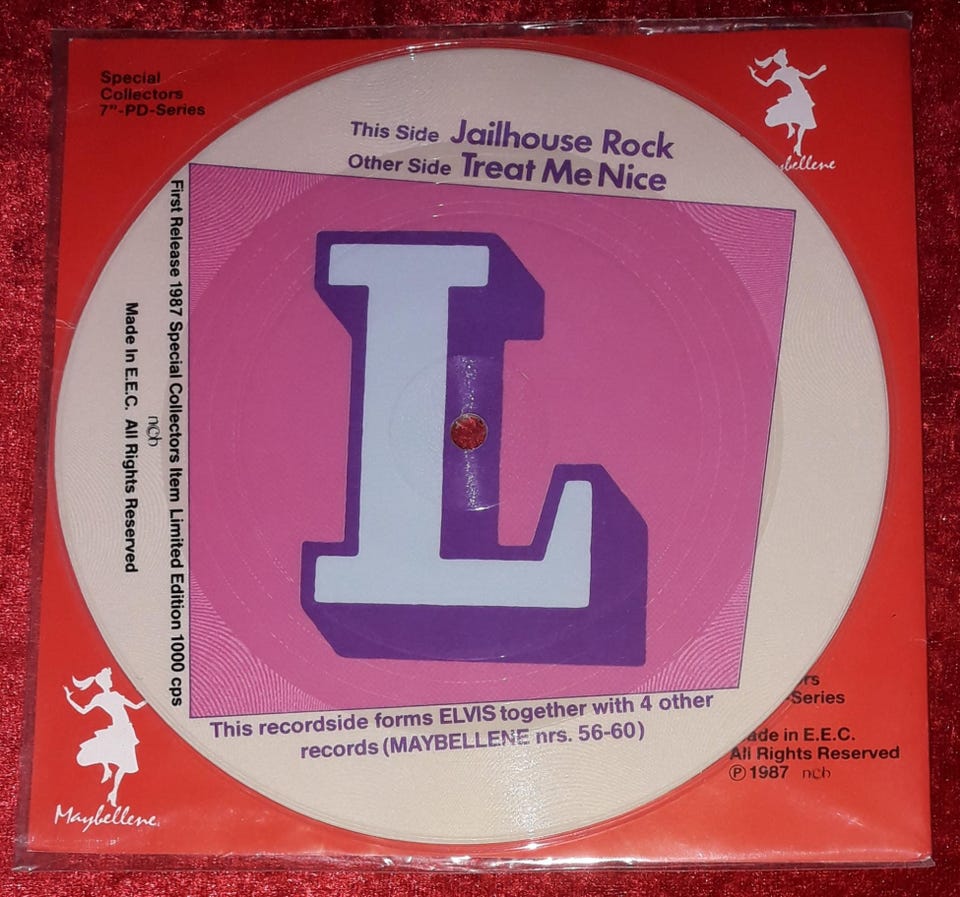 Special
Collectors
7"-PD-Series
Maybellene
This Side Jailhouse Rock
Other Side Treat Me Nice
First Release 1987 Special Collectors Item Limited Edition 1000 cps
ncb
Made In E.E.C. All Rights Reserved
L
This recordside forms ELVIS together with 4 other
records (MAYBELLENE nrs. 56-60)
Maybellene
-Series
Made in E.E.C.
All Rights Reserved
℗ 1987 ncb